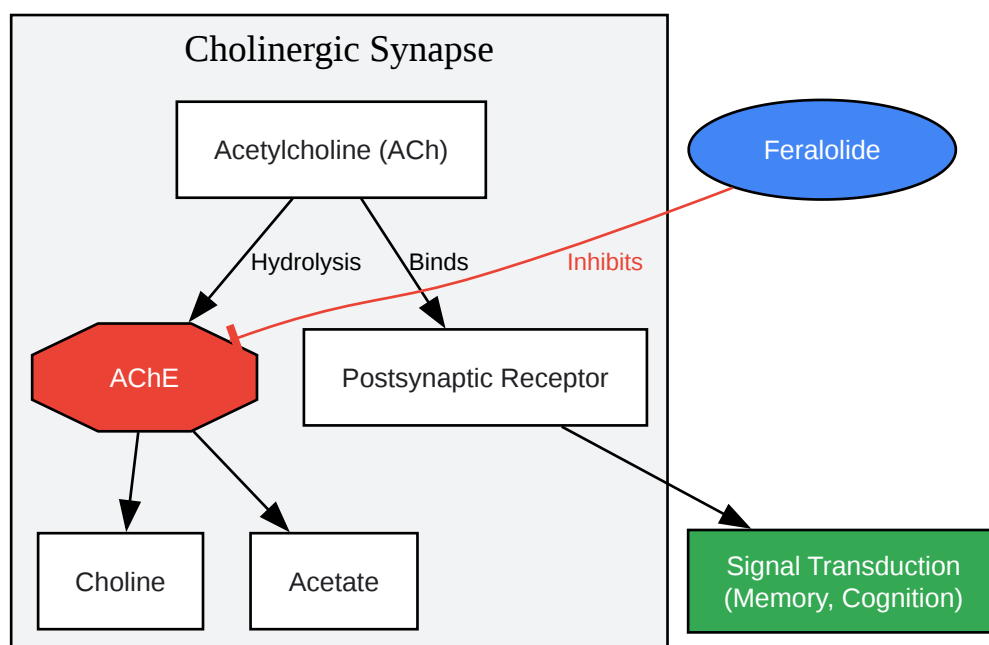 Cholinergic Synapse
Acetylcholine (ACh)
Feralolide
Hydrolysis
Binds
Inhibits
AChE
Postsynaptic Receptor
Choline
Acetate
Signal Transduction
(Memory, Cognition)